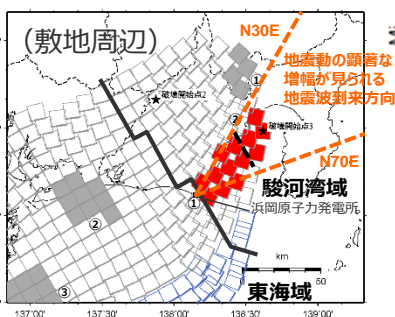 (敷地周辺)
N30E
地震動の顕著な
増幅が見られる
地震波到来方向
①
★破壊開始点2
②
★破壊開始点3
N70E
駿河湾域
①
浜岡原子力発電所
②
km
50
東海域
③
137°00' 137°30' 138°00' 138°30' 139°00'